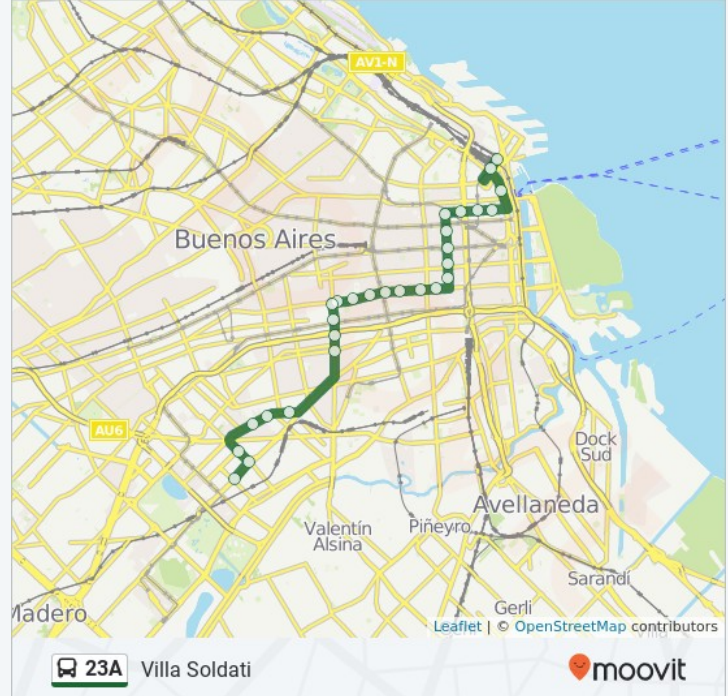 AV1-N
Buenos Aires
AU6
Dock
Sud
Avellaneda
Valentín
Alsina
Piñeyro
Sarandí
Madero
Gerli
Leaflet | © OpenStreetMap contributors
23A Villa Soldati
moovit